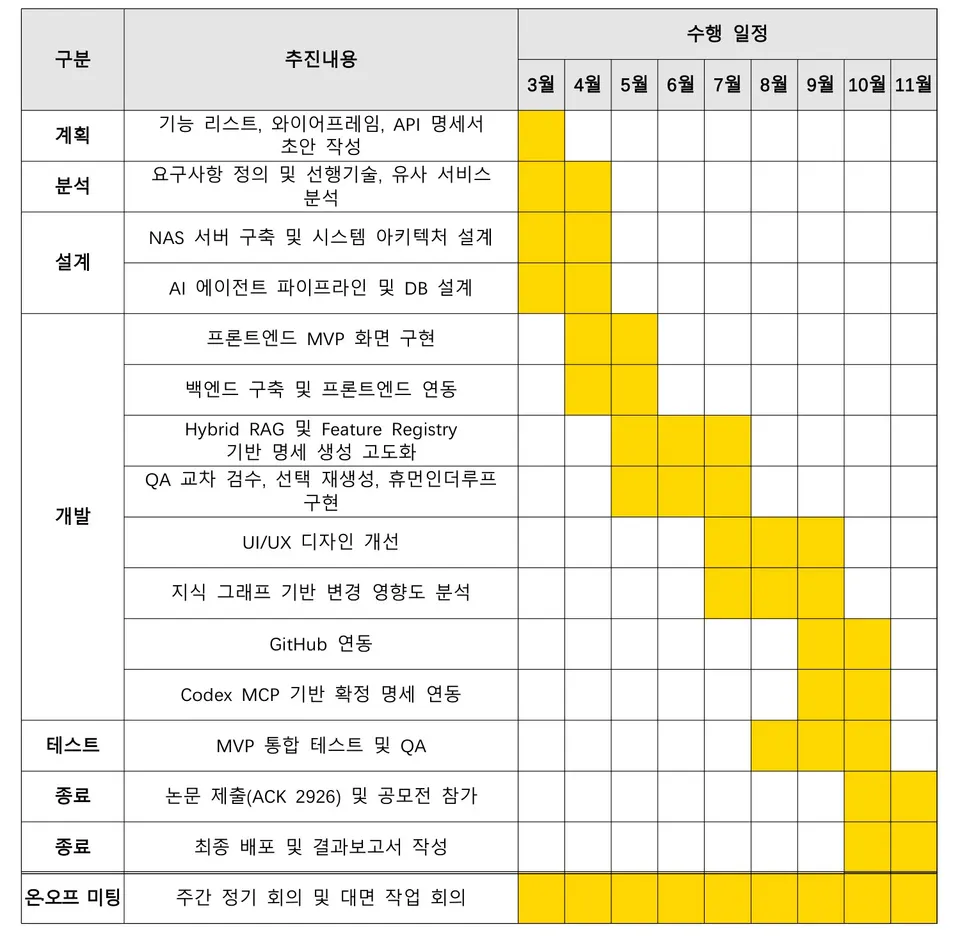 구분
추진내용
수행 일정
3월 4월 5월 6월 7월 8월 9월 10월 11월
계획
기능 리스트, 와이어프레임, API 명세서
초안 작성
분석
요구사항 정의 및 선행기술, 유사 서비스
분석
설계
NAS 서버 구축 및 시스템 아키텍처 설계
AI 에이전트 파이프라인 및 DB 설계
개발
프론트엔드 MVP 화면 구현
백엔드 구축 및 프론트엔드 연동
Hybrid RAG 및 Feature Registry
기반 명세 생성 고도화
QA 교차 검수, 선택 재생성, 휴먼인더루프
구현
UI/UX 디자인 개선
지식 그래프 기반 변경 영향도 분석
GitHub 연동
Codex MCP 기반 확정 명세 연동
테스트
MVP 통합 테스트 및 QA
종료
논문 제출(ACK 2926) 및 공모전 참가
종료
최종 배포 및 결과보고서 작성
온오프 미팅
주간 정기 회의 및 대면 작업 회의